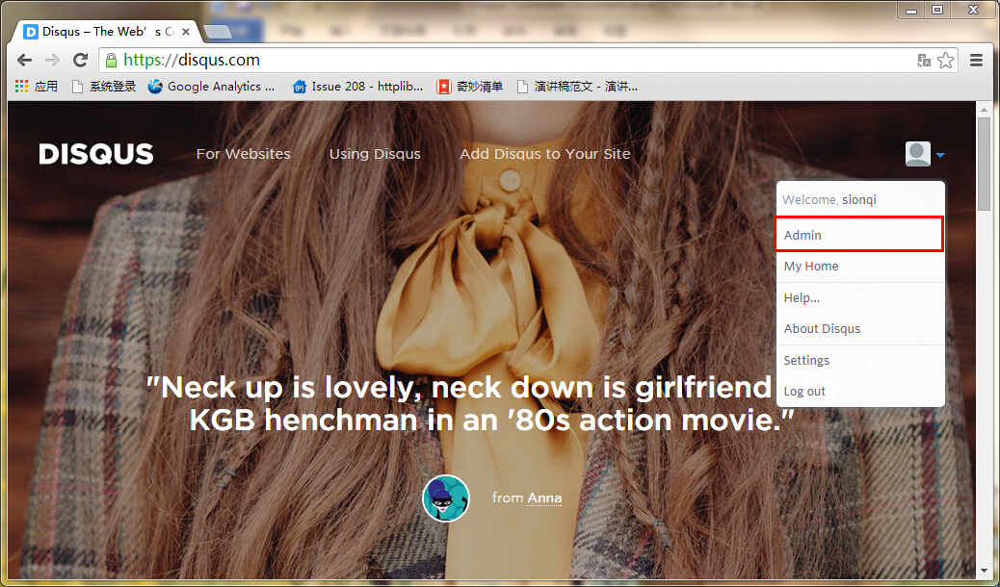 Disqus – The Web’s C
https://disqus.com
应用
系统登录
Google Analytics ...
Issue 208 - httplib...
奇妙清单
演讲稿范文 - 演讲...
DISQUS
For Websites
Using Disqus
Add Disqus to Your Site
Welcome, sionqi
Admin
My Home
Help...
About Disqus
Settings
Log out
"Neck up is lovely, neck down is girlfriend
KGB henchman in an '80s action movie."
from Anna